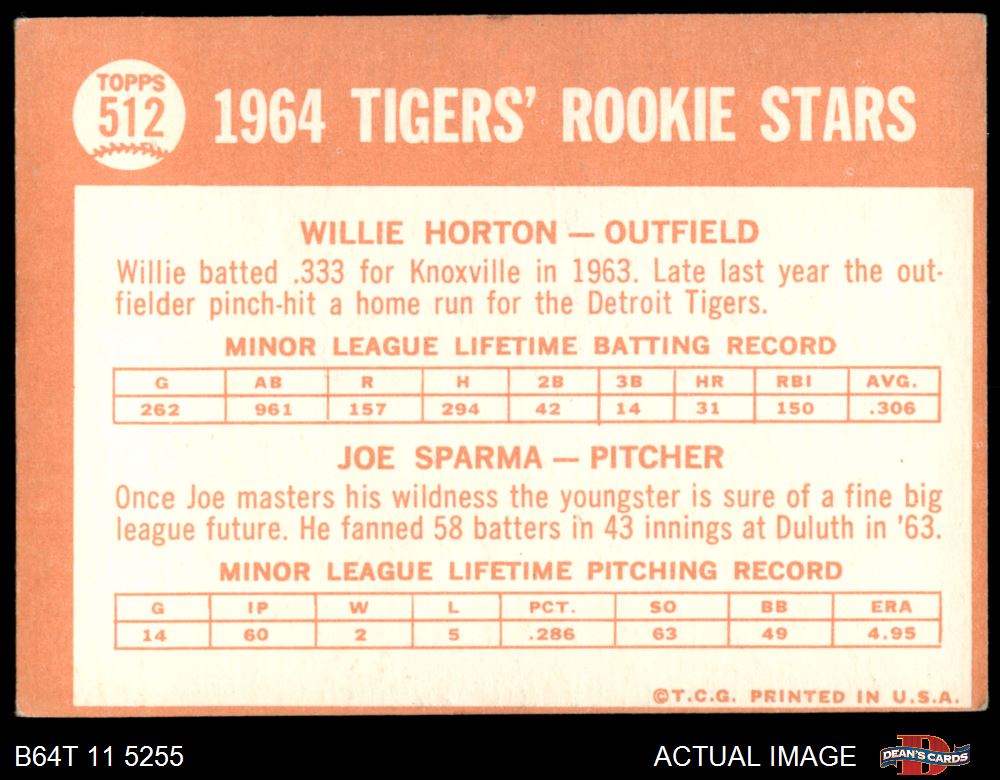 TOPPS
512
1964 TIGERS' ROOKIE STARS
WILLIE HORTON — OUTFIELD
Willie batted .333 for Knoxville in 1963. Late last year the out-
fielder pinch-hit a home run for the Detroit Tigers.
MINOR LEAGUE LIFETIME BATTING RECORD
G AB R H 2B 3B HR RBI AVG.
262 961 157 294 42 14 31 150 .306
JOE SPARMA — PITCHER
Once Joe masters his wildness the youngster is sure of a fine big
league future. He fanned 58 batters in 43 innings at Duluth in '63.
MINOR LEAGUE LIFETIME PITCHING RECORD
G IP W L PCT. SO BB ERA
14 60 2 5 .286 63 49 4.95
©T.C.G. PRINTED IN U.S.A.
B64T 11 5255 ACTUAL IMAGE DEAN'S CARDS